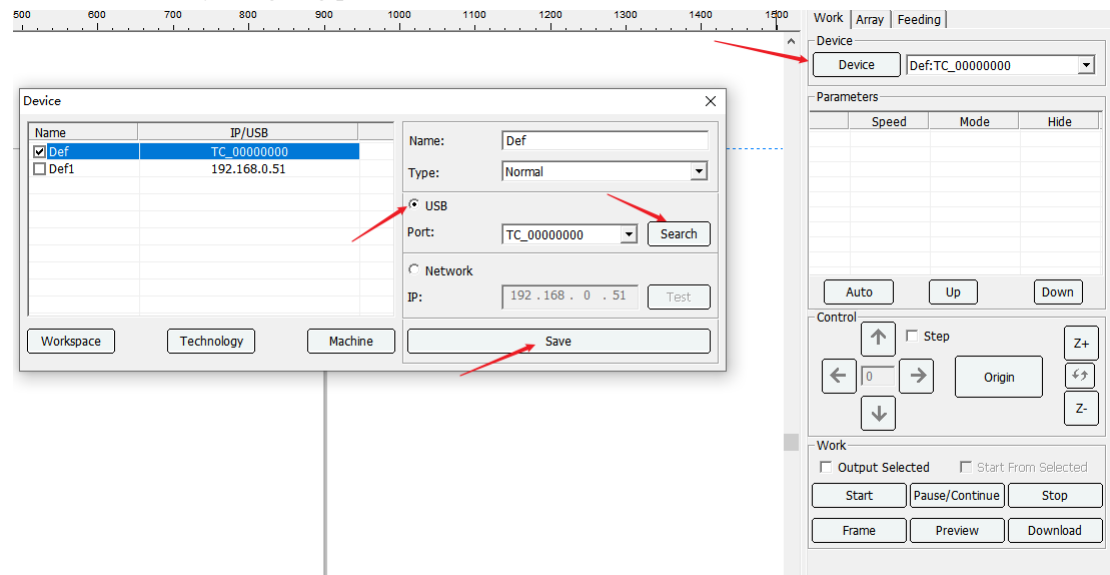 500 600 700 800 900 1000 1100 1200 1300 1400 1500
Work Array Feeding
Device
Device Def:TC_00000000
Parameters
Speed Mode Hide
Auto Up Down
Control
Step
Z+
0 Origin
Z-
Work
Output Selected Start From Selected
Start Pause/Continue Stop
Frame Preview Download
Device
Name IP/USB
Def TC_00000000
Def1 192.168.0.51
Workspace Technology Machine
Name: Def
Type: Normal
USB
Port: TC_00000000 Search
Network
IP: 192 . 168 . 0 . 51 Test
Save